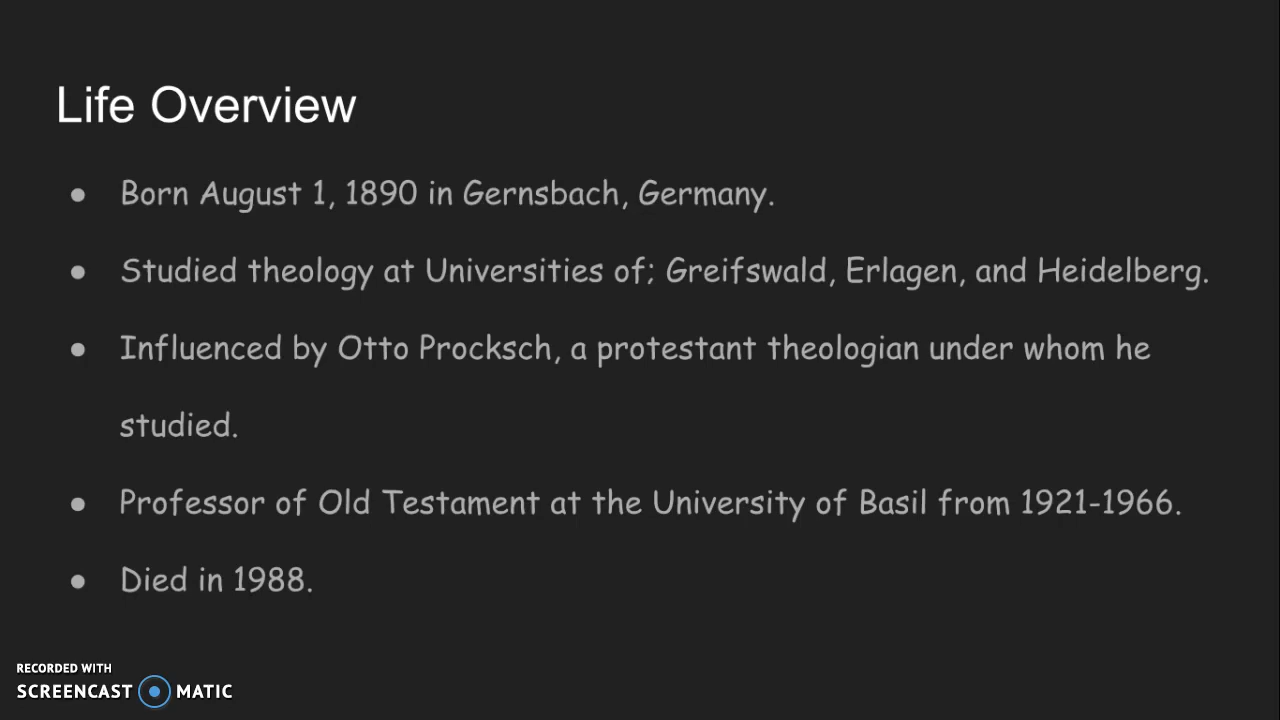 Life Overview
● Born August 1, 1890 in Gernsbach, Germany.
● Studied theology at Universities of; Greifswald, Erlagen, and Heidelberg.
● Influenced by Otto Procksch, a protestant theologian under whom he
studied.
● Professor of Old Testament at the University of Basil from 1921-1966.
● Died in 1988.
RECORDED WITH
SCREENCAST MATIC